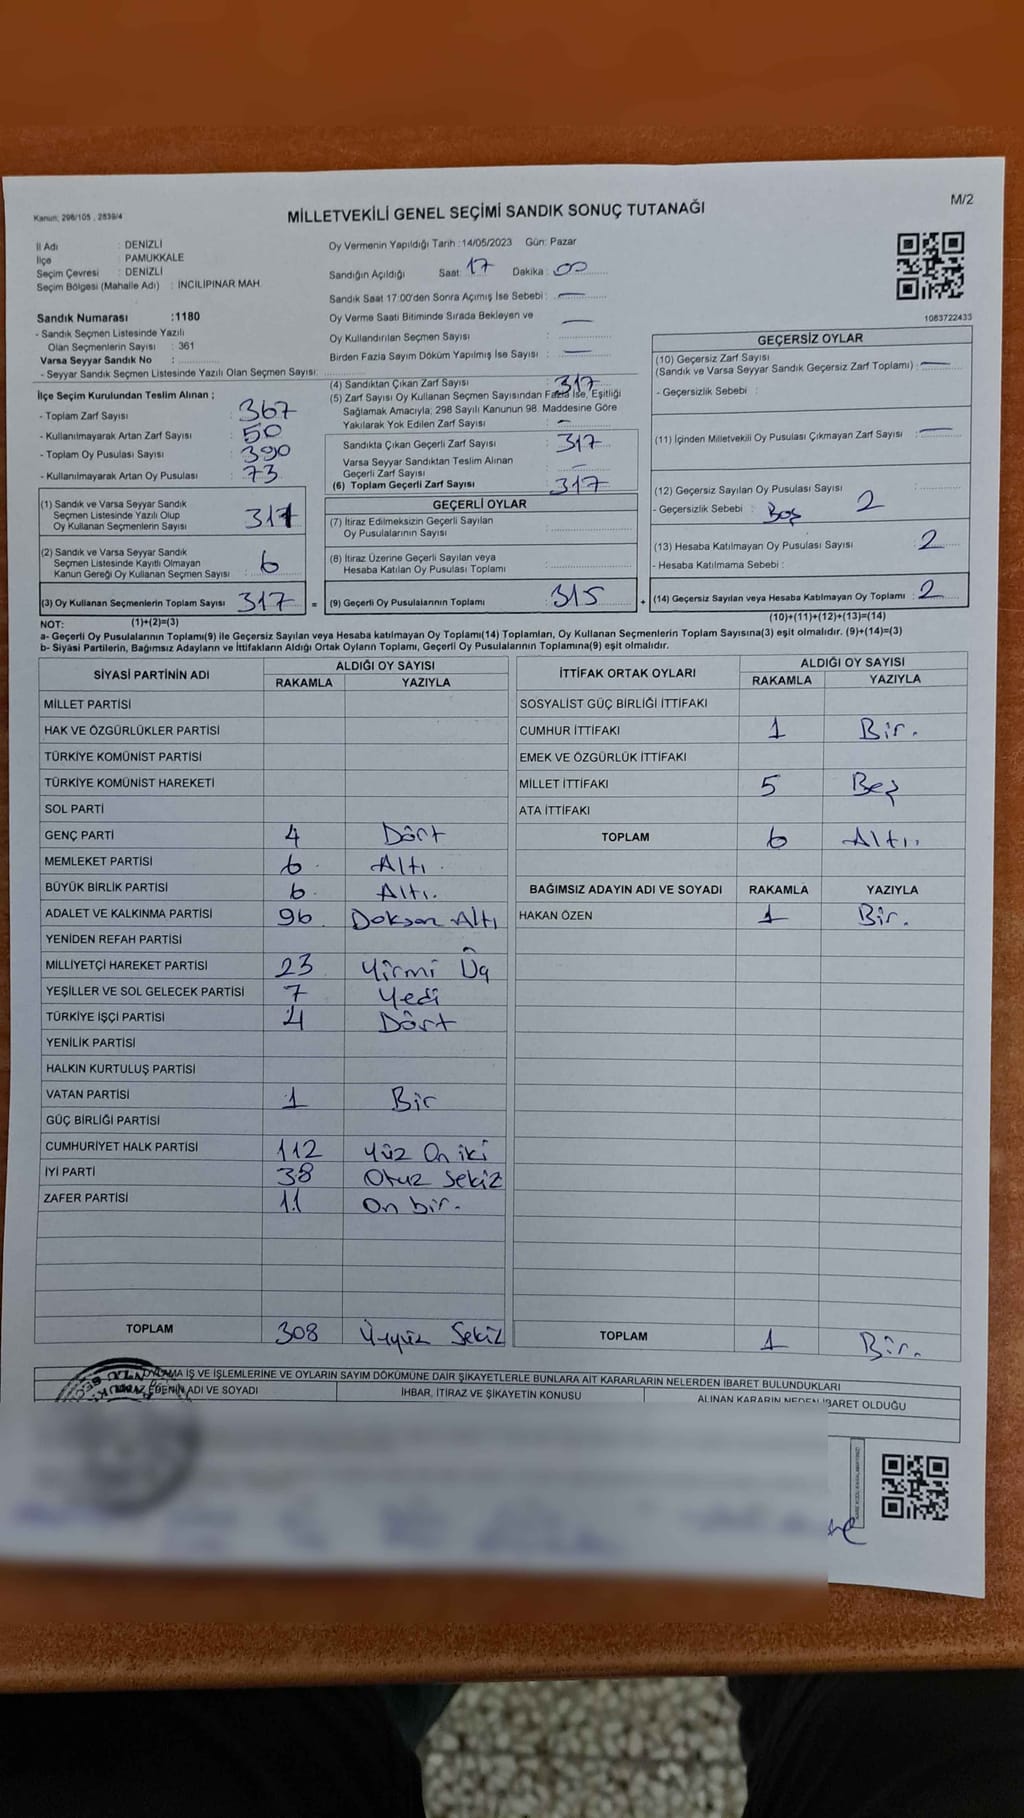 Kanun: 298/105 , 2839/4
MİLLETVEKİLİ GENEL SEÇİMİ SANDIK SONUÇ TUTANAĞI
M/2
İl Adı : DENİZLİ
İlçe : PAMUKKALE
Seçim Çevresi : DENİZLİ
Seçim Bölgesi (Mahalle Adı) : İNCİLİPINAR MAH.
Oy Vermenin Yapıldığı Tarih :14/05/2023 Gün: Pazar
Sandığın Açıldığı Saat: 17 Dakika : 00
Sandık Saat 17:00'den Sonra Açımış İse Sebebi : —
Oy Verme Saati Bitiminde Sırada Bekleyen ve
Oy Kullandırılan Seçmen Sayısı : —
Birden Fazla Sayım Döküm Yapılmış İse Sayısı : —
1083722433
Sandık Numarası :1180
- Sandık Seçmen Listesinde Yazılı
Olan Seçmenlerin Sayısı : 361
Varsa Seyyar Sandık No :
- Seyyar Sandık Seçmen Listesinde Yazılı Olan Seçmen Sayısı:
İlçe Seçim Kurulundan Teslim Alınan ;
- Toplam Zarf Sayısı : 367
- Kullanılmayarak Artan Zarf Sayısı : 50
- Toplam Oy Pusulası Sayısı : 390
- Kullanılmayarak Artan Oy Pusulası : 73
(4) Sandıktan Çıkan Zarf Sayısı : 317
(5) Zarf Sayısı Oy Kullanan Seçmen Sayısından Fazla İse, Eşitliği
Sağlamak Amacıyla; 298 Sayılı Kanunun 98. Maddesine Göre
Yakılarak Yok Edilen Zarf Sayısı : —
Sandıkta Çıkan Geçerli Zarf Sayısı : 317
Varsa Seyyar Sandıktan Teslim Alınan
Geçerli Zarf Sayısı : —
(6) Toplam Geçerli Zarf Sayısı : 317
GEÇERSİZ OYLAR
(10) Geçersiz Zarf Sayısı
(Sandık ve Varsa Seyyar Sandık Geçersiz Zarf Toplamı) : —
- Geçersizlik Sebebi :
(11) İçinden Milletvekili Oy Pusulası Çıkmayan Zarf Sayısı : —
(12) Geçersiz Sayılan Oy Pusulası Sayısı : 2
- Geçersizlik Sebebi : Boş
(13) Hesaba Katılmayan Oy Pusulası Sayısı : 2
- Hesaba Katılmama Sebebi :
(1) Sandık ve Varsa Seyyar Sandık
Seçmen Listesinde Yazılı Olup
Oy Kullanan Seçmenlerin Sayısı : 311
(2) Sandık ve Varsa Seyyar Sandık
Seçmen Listesinde Kayıtlı Olmayan
Kanun Gereği Oy Kullanan Seçmen Sayısı : 6
GEÇERLİ OYLAR
(7) İtiraz Edilmeksizin Geçerli Sayılan
Oy Pusulasının Sayısı :
(8) İtiraz Üzerine Geçerli Sayılan veya
Hesaba Katılan Oy Pusulası Toplamı :
(3) Oy Kullanan Seçmenlerin Toplam Sayısı : 317 = (9) Geçerli Oy Pusulalarının Toplamı : 315 + (14) Geçersiz Sayılan veya Hesaba Katılmayan Oy Toplamı : 2
NOT: (1)+(2)=(3) (10)+(11)+(12)+(13)=(14)
a- Geçerli Oy Pusulalarının Toplamı(9) ile Geçersiz Sayılan veya Hesaba katılmayan Oy Toplamı(14) Toplamları, Oy Kullanan Seçmenlerin Toplam Sayısına(3) eşit olmalıdır. (9)+(14)=(3)
b- Siyasi Partilerin, Bağımsız Adayların ve İttifakların Aldığı Ortak Oyların Toplamı, Geçerli Oy Pusulalarının Toplamına(9) eşit olmalıdır.
SİYASİ PARTİNİN ADI ALDIĞI OY SAYISI
RAKAMLA YAZIYLA
MİLLET PARTİSİ
HAK VE ÖZGÜRLÜKLER PARTİSİ
TÜRKİYE KOMÜNİST PARTİSİ
TÜRKİYE KOMÜNİST HAREKETİ
SOL PARTİ
GENÇ PARTİ 4 Dört
MEMLEKET PARTİSİ 6 Altı
BÜYÜK BİRLİK PARTİSİ 6 Altı.
ADALET VE KALKINMA PARTİSİ 96 Doksan Altı
YENİDEN REFAH PARTİSİ
MİLLİYETÇİ HAREKET PARTİSİ 23 Yirmi Üç
YEŞİLLER VE SOL GELECEK PARTİSİ 7 Yedi
TÜRKİYE İŞÇİ PARTİSİ 4 Dört
YENİLİK PARTİSİ
HALKIN KURTULUŞ PARTİSİ
VATAN PARTİSİ 1 Bir
GÜÇ BİRLİĞİ PARTİSİ
CUMHURİYET HALK PARTİSİ 112 Yüz On iki
İYİ PARTİ 38 Otuz Sekiz
ZAFER PARTİSİ 11 On bir.
TOPLAM 308 Üçyüz Sekiz
İTTİFAK ORTAK OYLARI ALDIĞI OY SAYISI
RAKAMLA YAZIYLA
SOSYALİST GÜÇ BİRLİĞİ İTTİFAKI
CUMHUR İTTİFAKI 1 Bir.
EMEK VE ÖZGÜRLÜK İTTİFAKI
MİLLET İTTİFAKI 5 Beş
ATA İTTİFAKI
TOPLAM 6 Altı.
BAĞIMSIZ ADAYIN ADI VE SOYADI RAKAMLA YAZIYLA
HAKAN ÖZEN 1 Bir.
TOPLAM 1 Bir.
OYLAMA İŞ VE İŞLEMLERİNE VE OYLARIN SAYIM DÖKÜMÜNE DAİR ŞİKAYETLERLE BUNLARA AİT KARARLARIN NELERDEN İBARET BULUNDUKLARI
EDENİN ADI VE SOYADI İHBAR, İTİRAZ VE ŞİKAYETİN KONUSU ALINAN KARARIN NEDEN İBARET OLDUĞU